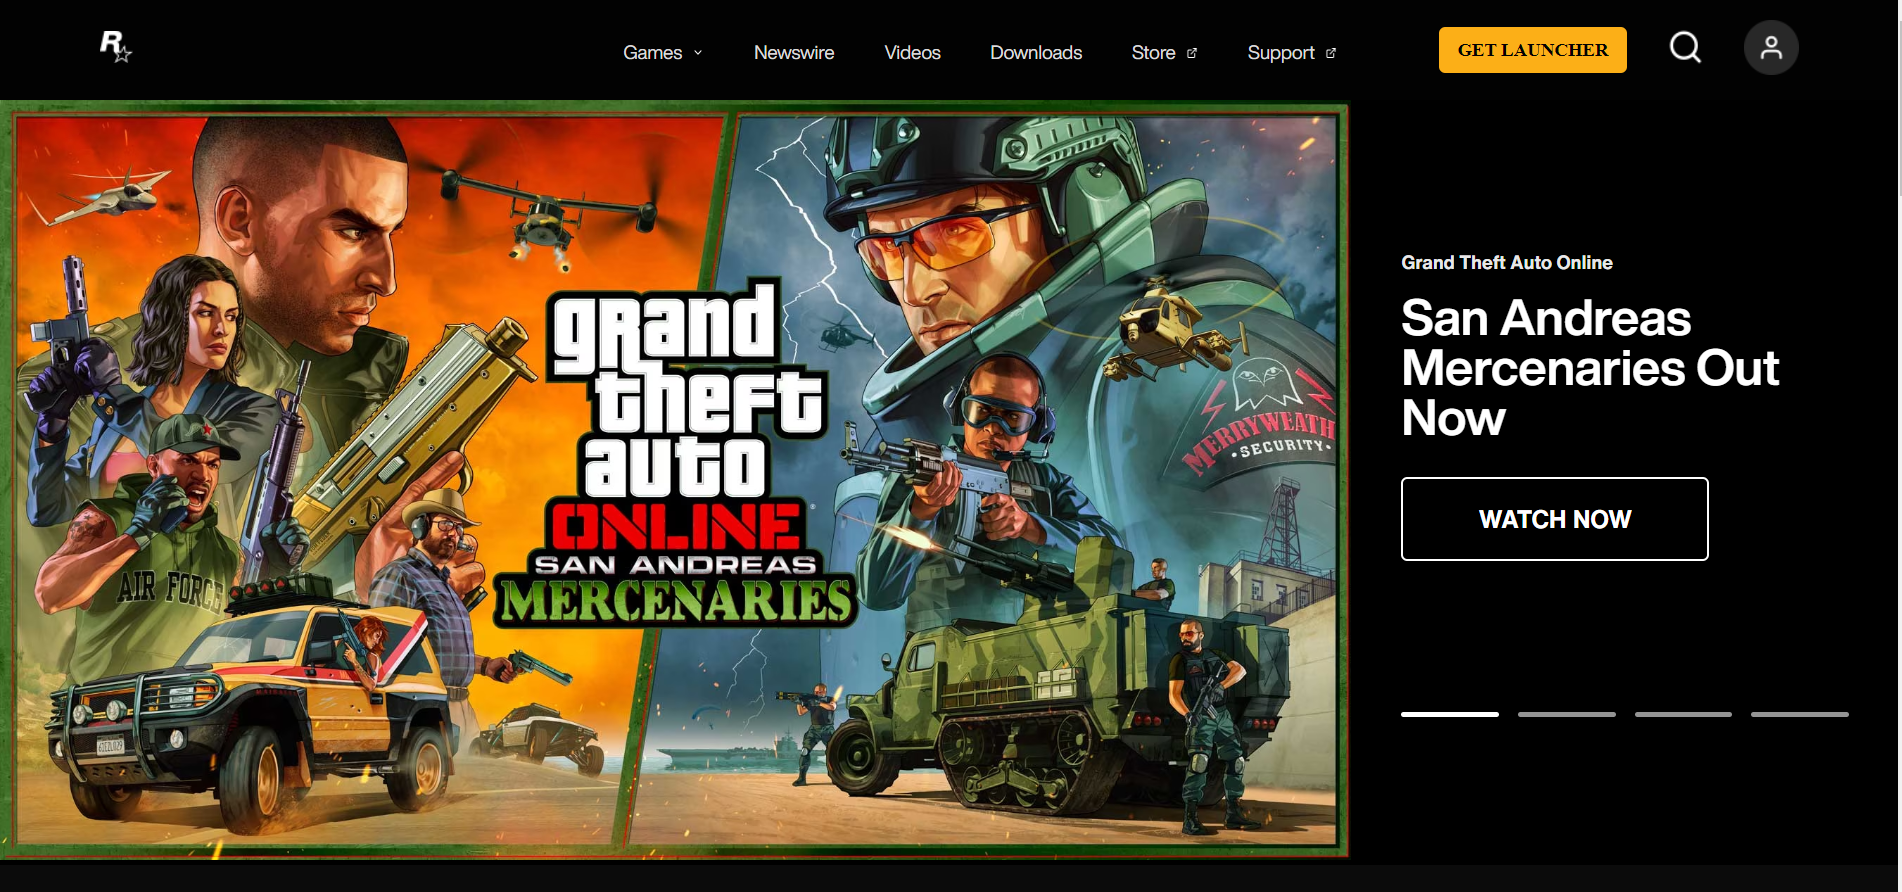 R
Games
Newswire
Videos
Downloads
Store
Support
GET LAUNCHER
grand
theft
auto
ONLINE
SAN ANDREAS
MERCENARIES
AIR FORCE
MERRYWEATH
SECURITY
Grand Theft Auto Online
San Andreas
Mercenaries Out
Now
WATCH NOW